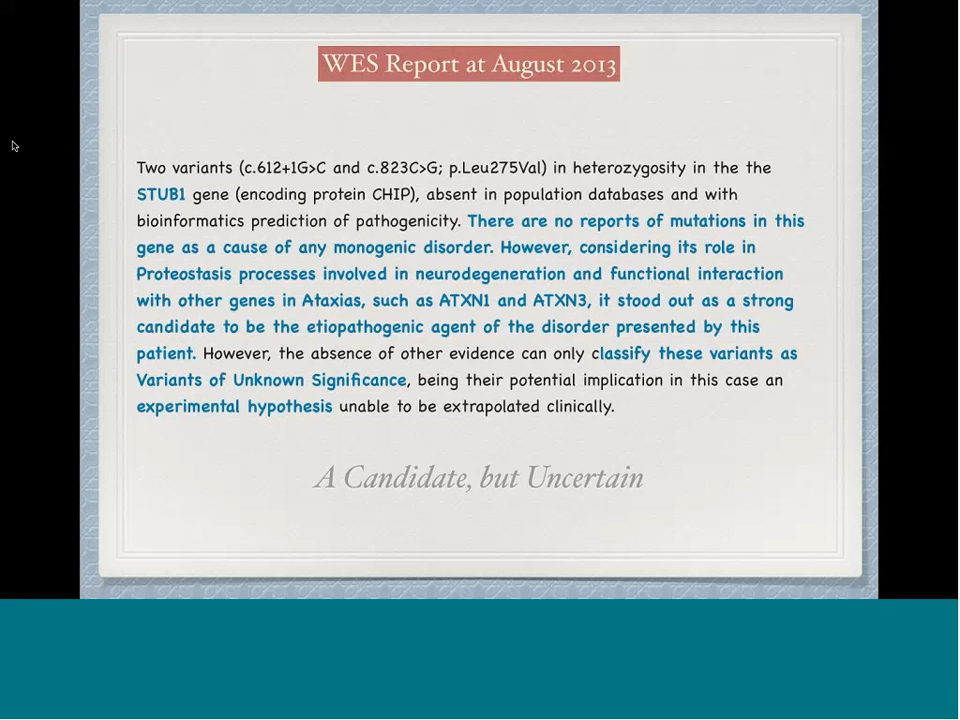 WES Report at August 2013
Two variants (c.612+1G>C and c.823C>G; p.Leu275Val) in heterozygosity in the the
STUB1 gene (encoding protein CHIP), absent in population databases and with
bioinformatics prediction of pathogenicity. There are no reports of mutations in this
gene as a cause of any monogenic disorder. However, considering its role in
Proteostasis processes involved in neurodegeneration and functional interaction
with other genes in Ataxias, such as ATXN1 and ATXN3, it stood out as a strong
candidate to be the etiopathogenic agent of the disorder presented by this
patient. However, the absence of other evidence can only classify these variants as
Variants of Unknown Significance, being their potential implication in this case an
experimental hypothesis unable to be extrapolated clinically.
A Candidate, but Uncertain